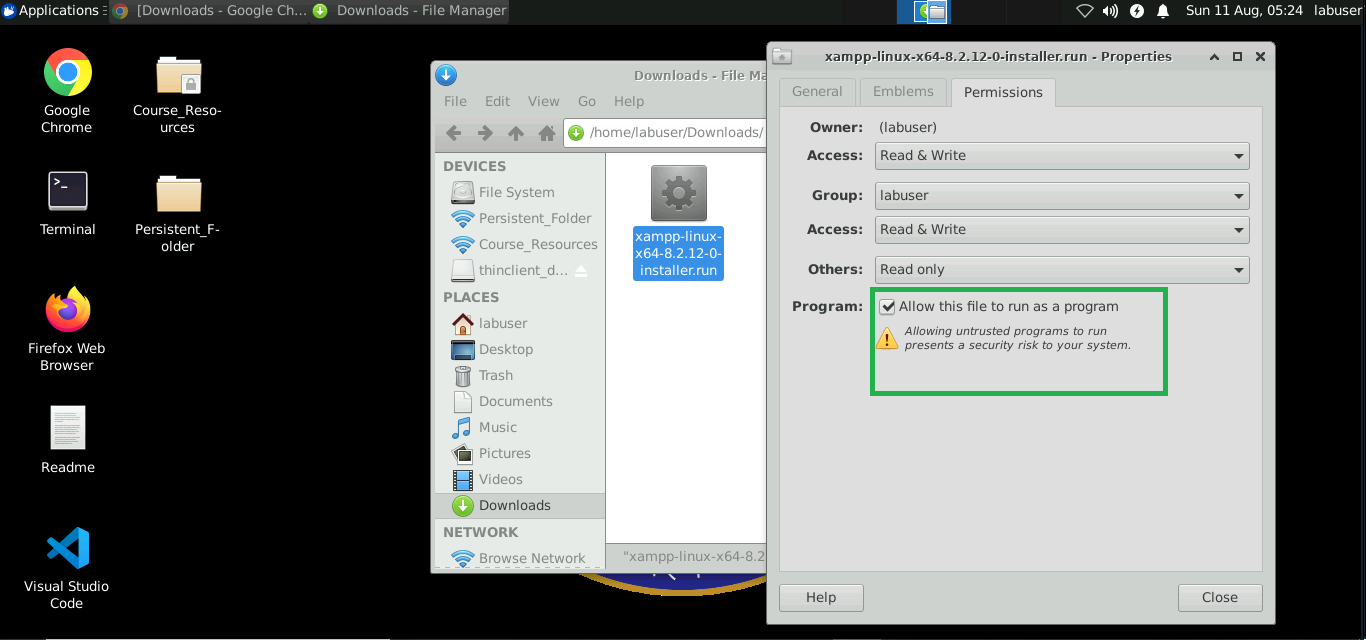 Applications
[Downloads - Google Ch...
Downloads - File Manager
Sun 11 Aug, 05:24
labuser
Google
Chrome
Course_Reso-
urces
Terminal
Persistent_F-
older
Firefox Web
Browser
Readme
Visual Studio
Code
Downloads - File Ma
File Edit View Go Help
/home/labuser/Downloads/
DEVICES
File System
Persistent_Folder
Course_Resources
thinclient_d...
PLACES
labuser
Desktop
Trash
Documents
Music
Pictures
Videos
Downloads
NETWORK
Browse Network
xampp-linux-
x64-8.2.12-0-
installer.run
"xampp-linux-x64-8.2
xampp-linux-x64-8.2.12-0-installer.run - Properties
General Emblems Permissions
Owner: (labuser)
Access: Read & Write
Group: labuser
Access: Read & Write
Others: Read only
Program: Allow this file to run as a program
Allowing untrusted programs to run
presents a security risk to your system.
Help
Close